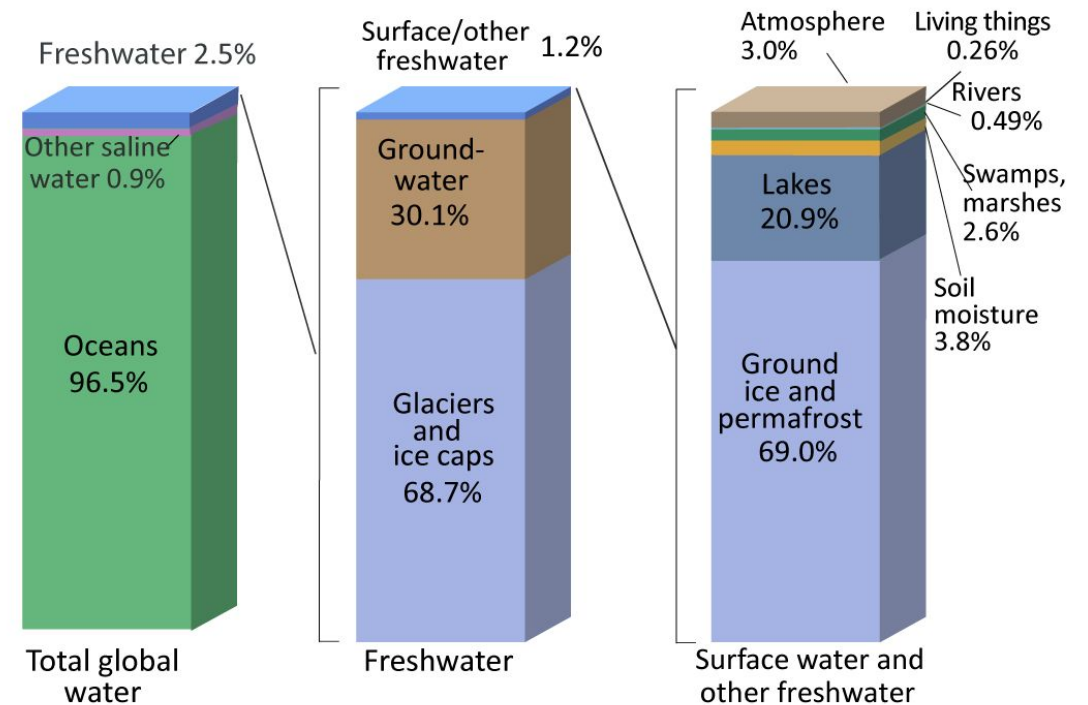 Freshwater 2.5%
Other saline
water 0.9%
Oceans
96.5%
Total global
water
Surface/other
freshwater
1.2%
Ground-
water
30.1%
Glaciers
and
ice caps
68.7%
Freshwater
Atmosphere
3.0%
Living things
0.26%
Rivers
0.49%
Swamps,
marshes
2.6%
Soil
moisture
3.8%
Lakes
20.9%
Ground
ice and
permafrost
69.0%
Surface water and
other freshwater